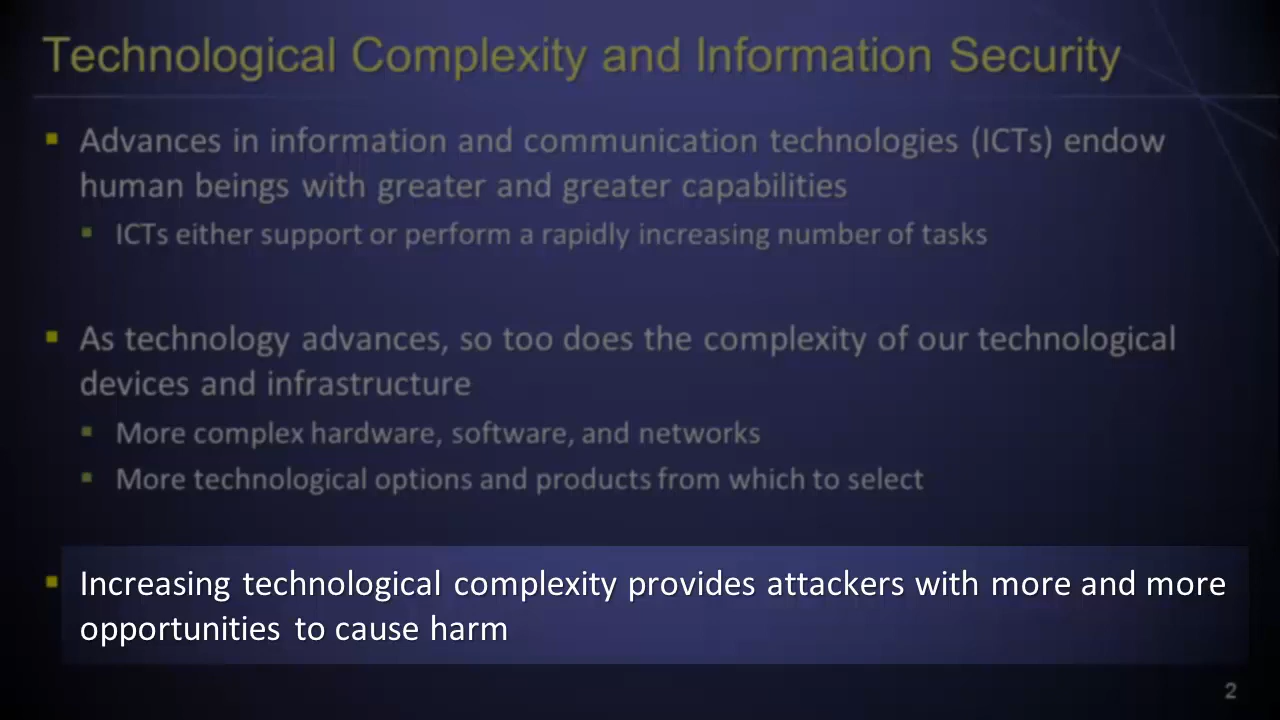 Technological Complexity and Information Security
Advances in information and communication technologies (ICTs) endow
human beings with greater and greater capabilities
ICTs either support or perform a rapidly increasing number of tasks
As technology advances, so too does the complexity of our technological
devices and infrastructure
More complex hardware, software, and networks
More technological options and products from which to select
Increasing technological complexity provides attackers with more and more
opportunities to cause harm
2